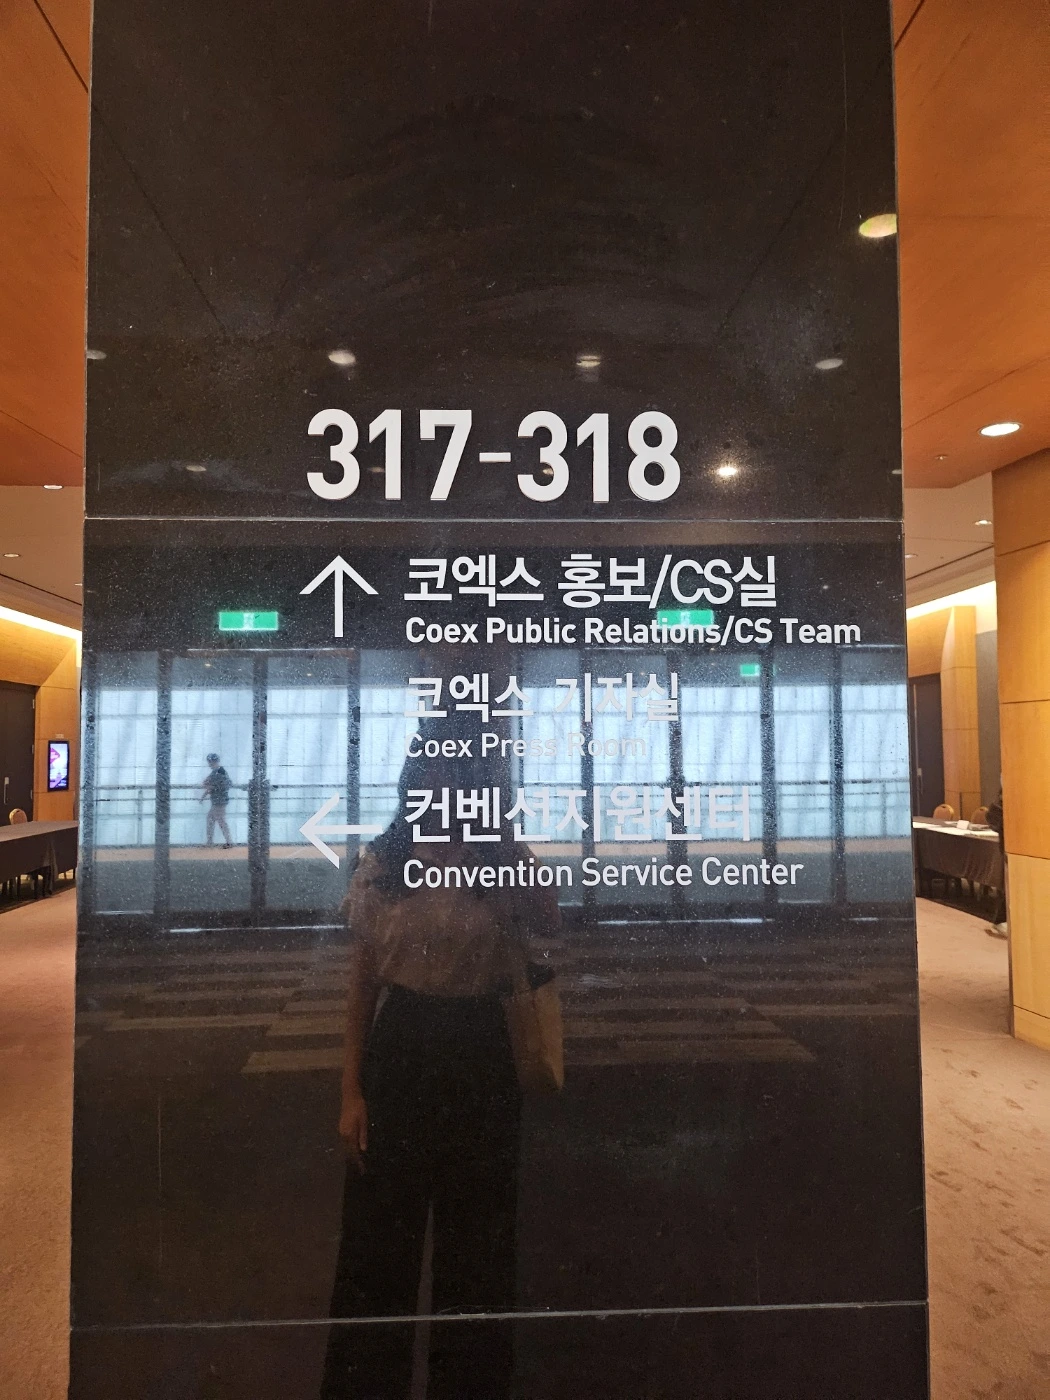 317-318
코엑스 홍보/CS실
Coex Public Relations/CS Team
코엑스 기자실
Coex Press Room
컨벤션지원센터
Convention Service Center